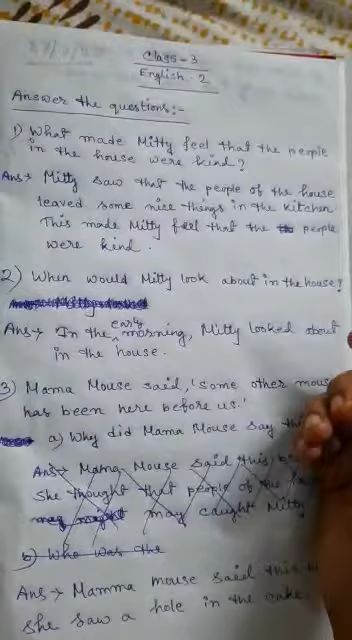 Class-3
English-2
Answer the questions:-
1) What made Mitty feel that the people
in the house were kind?
Ans → Mitty saw that the people of the house
leaved some nice things in the kitchen
This made Mitty feel that the people
were kind.
2) When would Mitty look about in the house?
Ans → In the early morning, Mitty looked about
in the house.
3) Mama Mouse said, 'Some other mouse
has been here before us.'
a) Why did Mama Mouse say this
Ans → Mama Mouse said this
She thought that people of the
may caught Mitty
b) Who was the
Ans → Mamma mouse said this
she saw a hole in the cake.